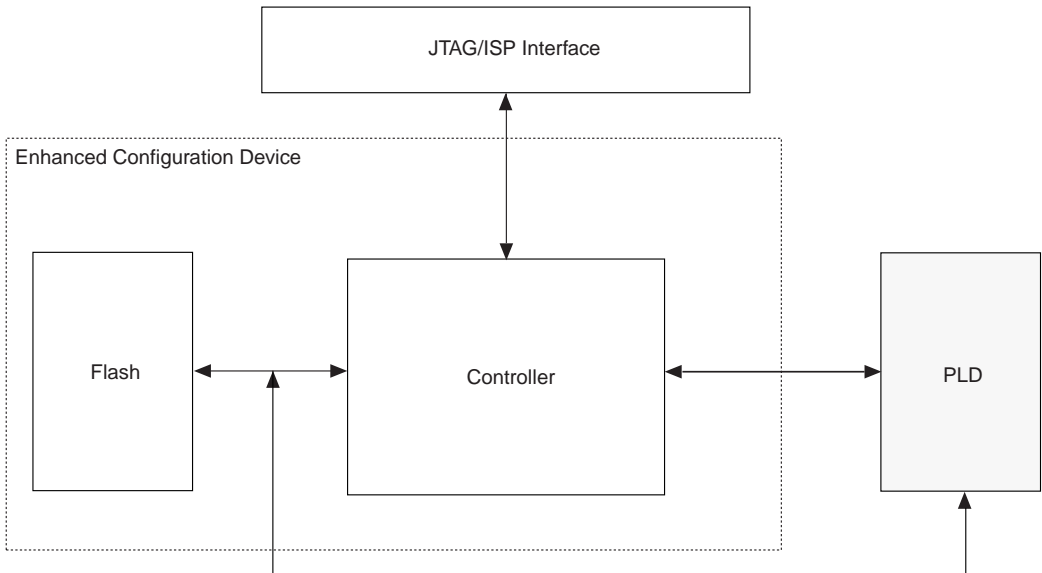 JTAG/ISP Interface
Enhanced Configuration Device
Flash
Controller
PLD